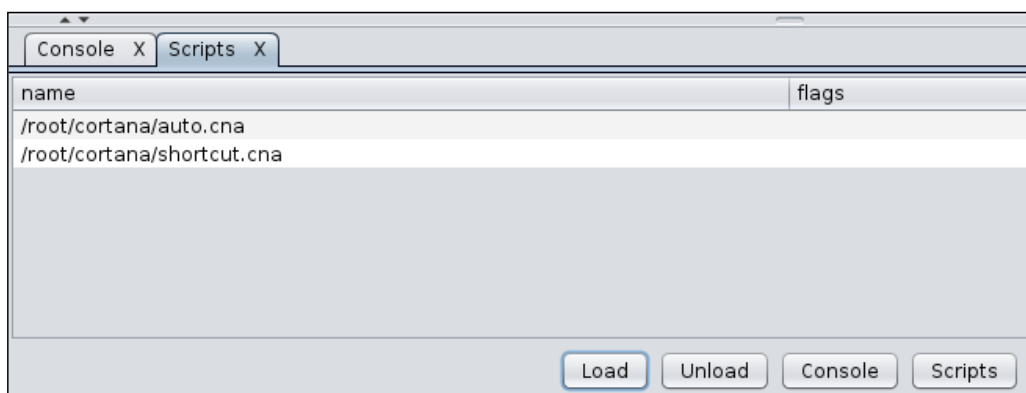 Console X Scripts X
name flags
/root/cortana/auto.cna
/root/cortana/shortcut.cna
Load Unload Console Scripts